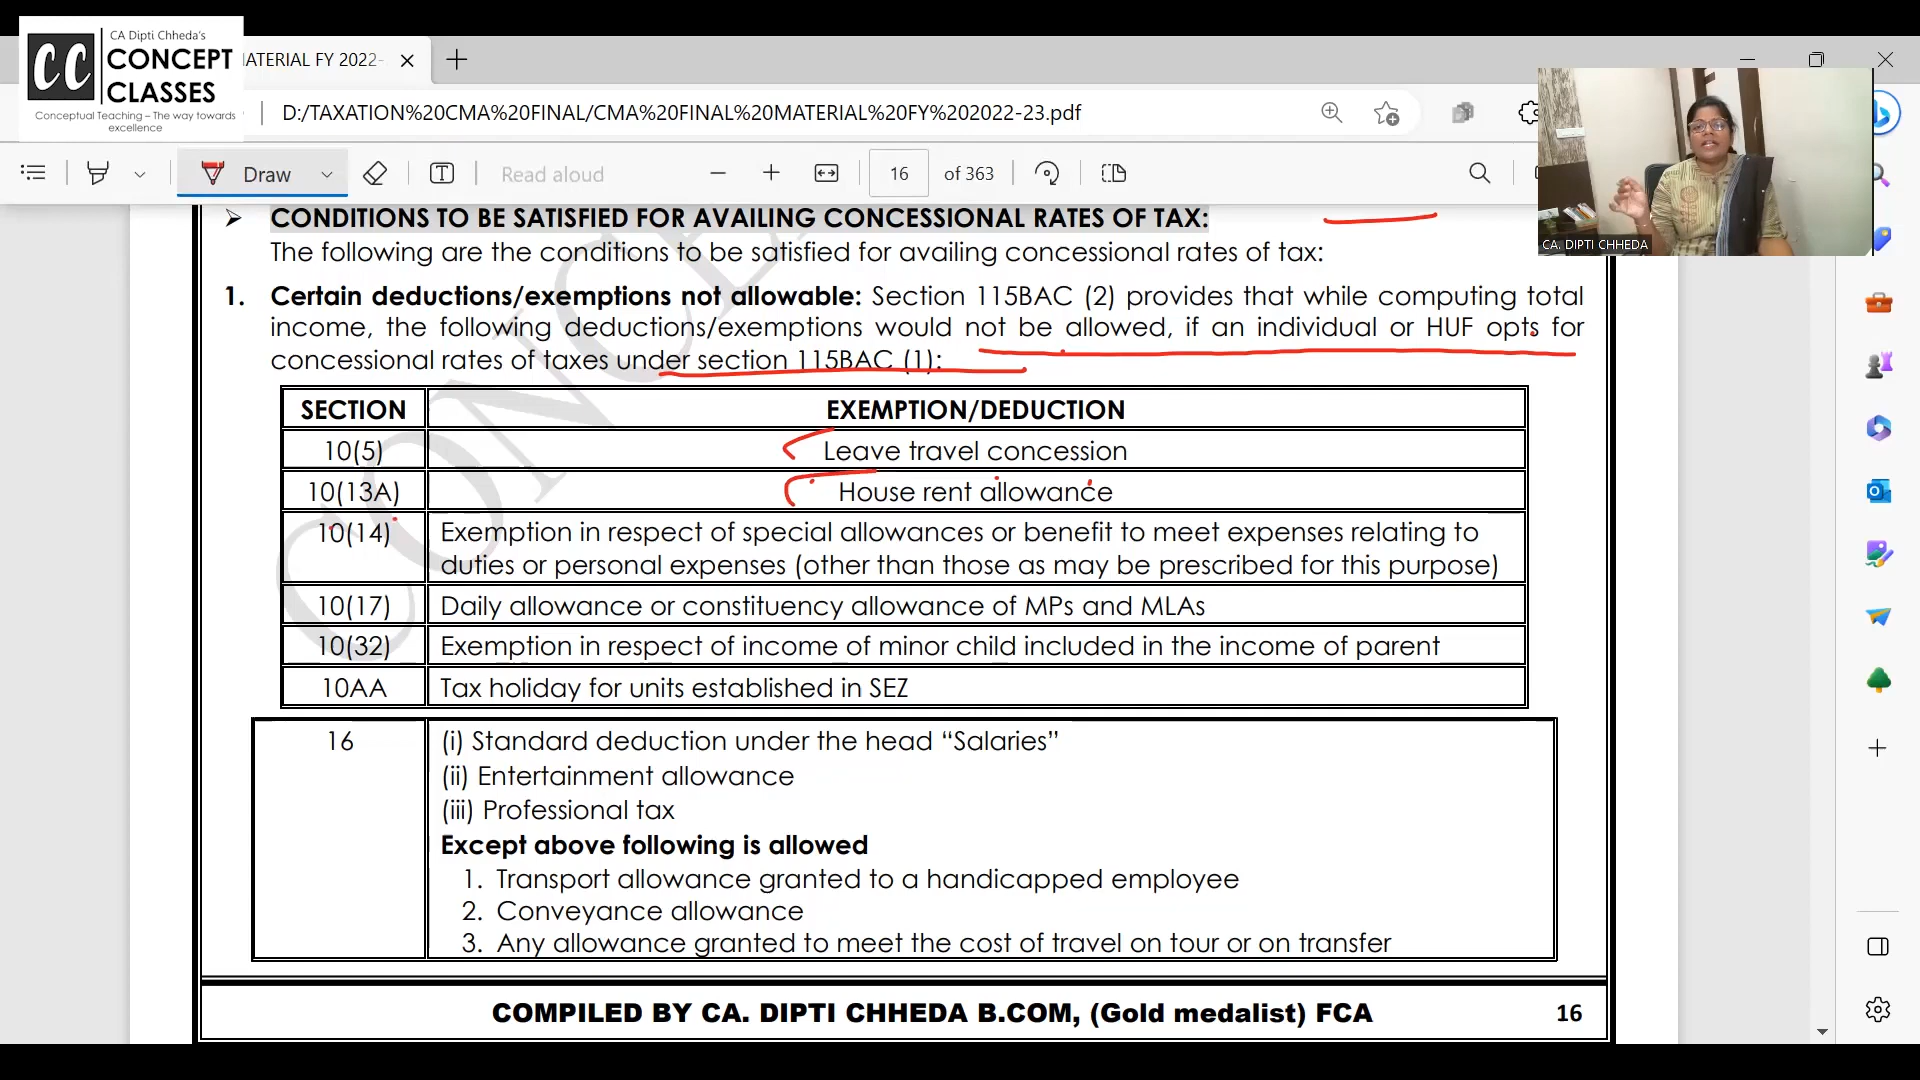 CA Dipti Chheda's
CC CONCEPT
CLASSES
Conceptual Teaching – The way towards
excellence
ATERIAL FY 2022-
D:/TAXATION%20CMA%20FINAL/CMA%20FINAL%20MATERIAL%20FY%202022-23.pdf
Draw
Read aloud
16 of 363
CA. DIPTI CHHEDA
CONCE
➢ CONDITIONS TO BE SATISFIED FOR AVAILING CONCESSIONAL RATES OF TAX:
The following are the conditions to be satisfied for availing concessional rates of tax:
1. Certain deductions/exemptions not allowable: Section 115BAC (2) provides that while computing total
income, the following deductions/exemptions would not be allowed, if an individual or HUF opts for
concessional rates of taxes under section 115BAC (1):
SECTION EXEMPTION/DEDUCTION
10(5) Leave travel concession
10(13A) House rent allowance
10(14) Exemption in respect of special allowances or benefit to meet expenses relating to
duties or personal expenses (other than those as may be prescribed for this purpose)
10(17) Daily allowance or constituency allowance of MPs and MLAs
10(32) Exemption in respect of income of minor child included in the income of parent
10AA Tax holiday for units established in SEZ
16 (i) Standard deduction under the head “Salaries”
(ii) Entertainment allowance
(iii) Professional tax
Except above following is allowed
1. Transport allowance granted to a handicapped employee
2. Conveyance allowance
3. Any allowance granted to meet the cost of travel on tour or on transfer
COMPILED BY CA. DIPTI CHHEDA B.COM, (Gold medalist) FCA 16